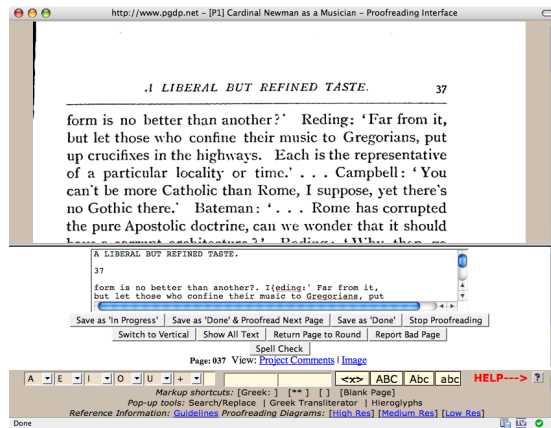 http://www.pgdp.net – [P1] Cardinal Newman as a Musician – Proofreading Interface
A LIBERAL BUT REFINED TASTE. 37
form is no better than another?' Reding: 'Far from it,
but let those who confine their music to Gregorians, put
up crucifixes in the highways. Each is the representative
of a particular locality or time.' . . . Campbell: 'You
can't be more Catholic than Rome, I suppose, yet there's
no Gothic there.' Bateman: '. . . Rome has corrupted
the pure Apostolic doctrine, can we wonder that it should
have a corrupt architecture?' Reding: 'Why then go
A LIBERAL BUT REFINED TASTE.
37
form is no better than another?. I{eding:' Far from it,
but let those who confine their music to Gregorians, put
Save as 'In Progress' Save as 'Done' & Proofread Next Page Save as 'Done' Stop Proofreading
Switch to Vertical Show All Text Return Page to Round Report Bad Page
Spell Check
Page: 037 View: Project Comments | Image
A E I O U + <x> ABC Abc abc HELP---> ?
Markup shortcuts: [Greek: ] [** ] [ ] [Blank Page]
Pop-up tools: Search/Replace | Greek Transliterator | Hieroglyphs
Reference Information: Guidelines Proofreading Diagrams: [High Res] [Medium Res] [Low Res]
Done